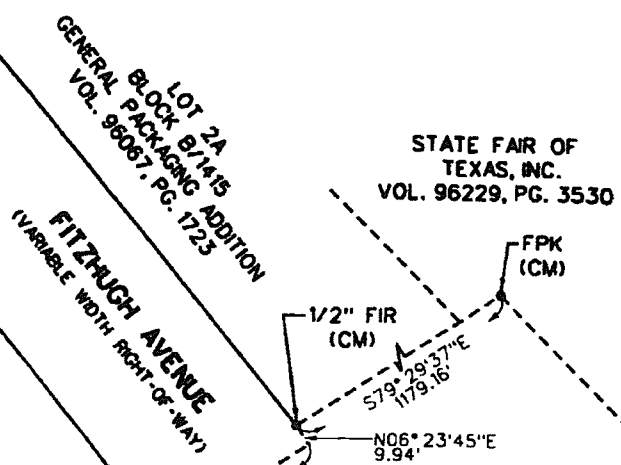 LOT 2A
BLOCK B/1415
GENERAL PACKAGING ADDITION
VOL. 96067, PG. 1723
STATE FAIR OF
TEXAS, INC.
VOL. 96229, PG. 3530
FITZHUGH AVENUE
(VARIABLE WIDTH RIGHT-OF-WAY)
FPK
(CM)
1/2" FIR
(CM)
S79° 29'37"E
1179.16'
N06° 23'45"E
9.94'